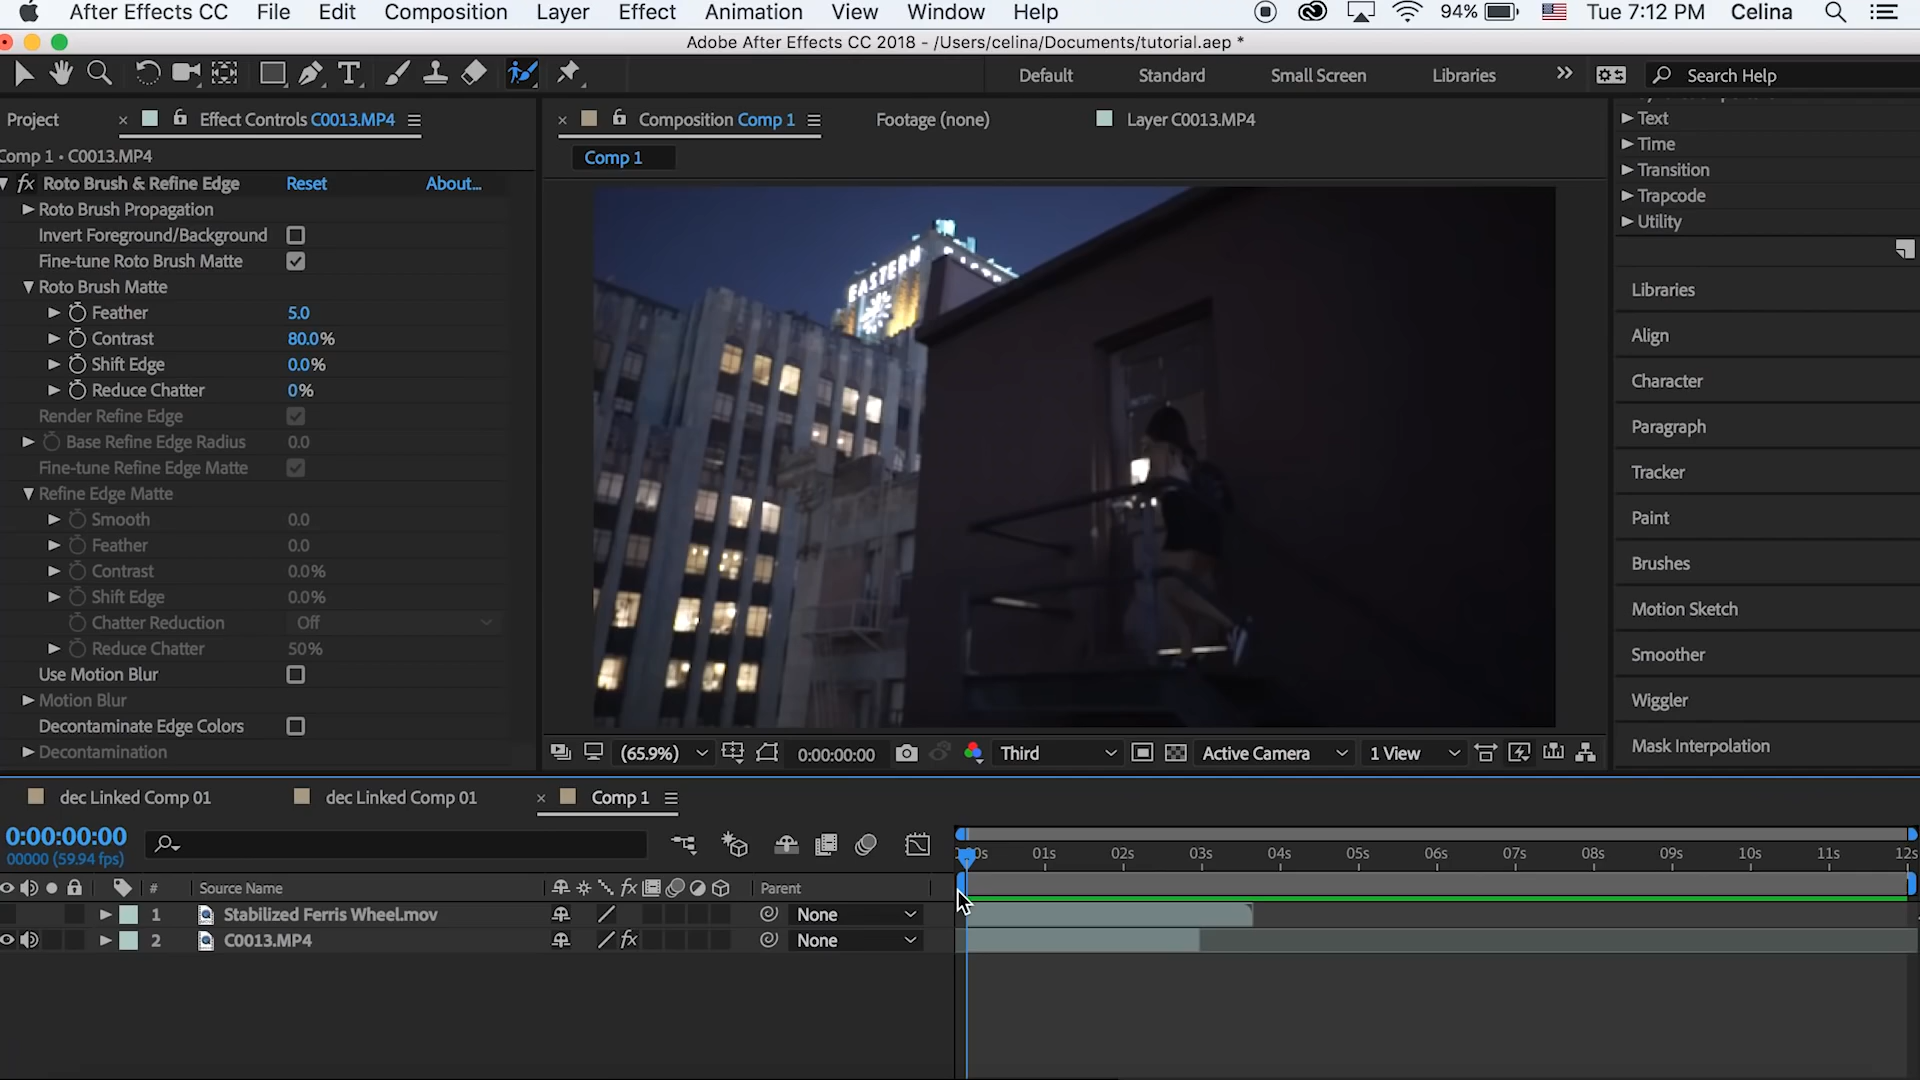 After Effects CC File Edit Composition Layer Effect Animation View Window Help 94% Tue 7:12 PM Celina
Adobe After Effects CC 2018 - /Users/celina/Documents/tutorial.aep *
Default Standard Small Screen Libraries Search Help
Project Effect Controls C0013.MP4
Composition Comp 1 Footage (none) Layer C0013.MP4
Comp 1 • C0013.MP4
Comp 1
fx Roto Brush & Refine Edge Reset About...
Roto Brush Propagation
Invert Foreground/Background
Fine-tune Roto Brush Matte
Roto Brush Matte
Feather 5.0
Contrast 80.0%
Shift Edge 0.0%
Reduce Chatter 0%
Render Refine Edge
Base Refine Edge Radius 0.0
Fine-tune Refine Edge Matte
Refine Edge Matte
Smooth 0.0
Feather 0.0
Contrast 0.0%
Shift Edge 0.0%
Chatter Reduction Off
Reduce Chatter 50%
Use Motion Blur
Motion Blur
Decontaminate Edge Colors
Decontamination
EASTERN
Text
Time
Transition
Trapcode
Utility
Libraries
Align
Character
Paragraph
Tracker
Paint
Brushes
Motion Sketch
Smoother
Wiggler
Mask Interpolation
(65.9%) 0:00:00:00 Third Active Camera 1 View
dec Linked Comp 01 dec Linked Comp 01 Comp 1
0:00:00:00
00000 (59.94 fps)
01s 02s 03s 04s 05s 06s 07s 08s 09s 10s 11s 12s
# Source Name fx Parent
1 Stabilized Ferris Wheel.mov None
2 C0013.MP4 fx None